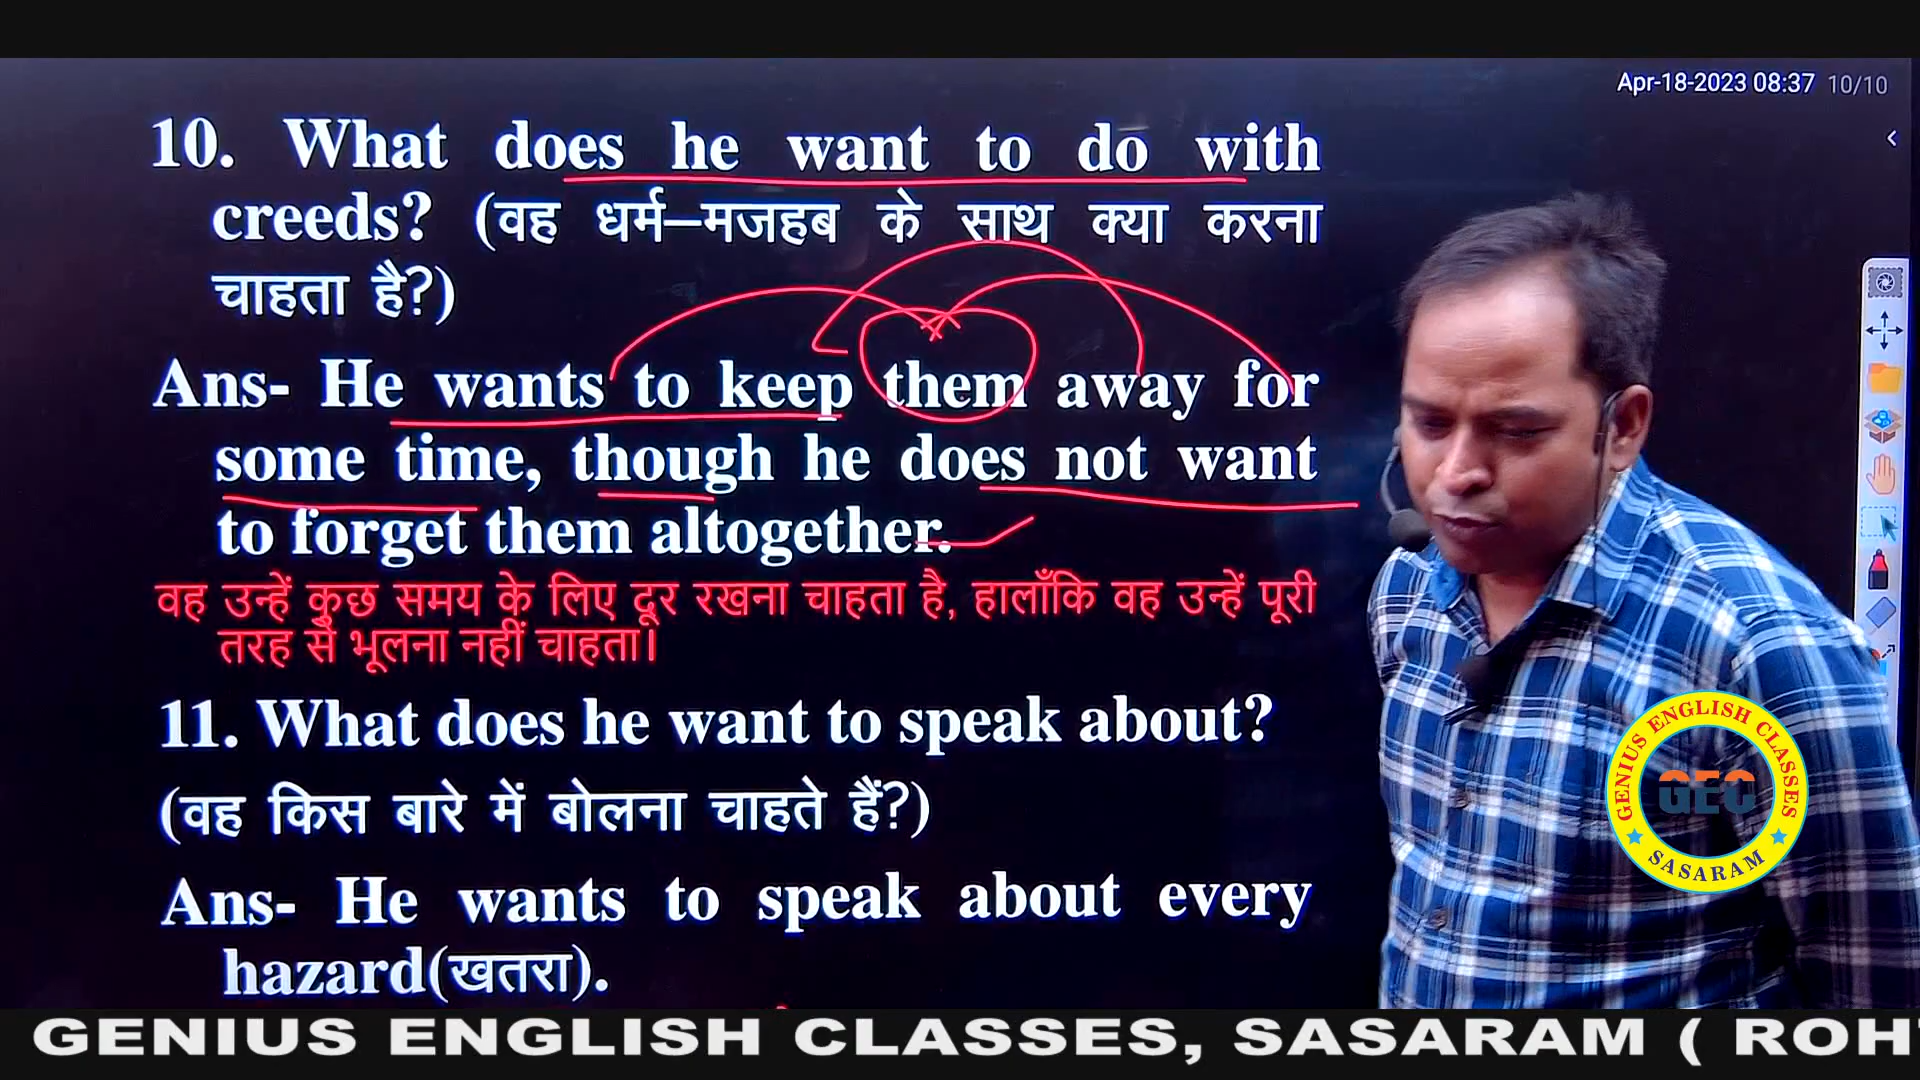 Apr-18-2023 08:37 10/10
10. What does he want to do with
creeds? (वह धर्म–मजहब के साथ क्या करना
चाहता है?)
Ans- He wants to keep them away for
some time, though he does not want
to forget them altogether.
वह उन्हें कुछ समय के लिए दूर रखना चाहता है, हालाँकि वह उन्हें पूरी
तरह से भूलना नहीं चाहता।
11. What does he want to speak about?
(वह किस बारे में बोलना चाहते हैं?)
Ans- He wants to speak about every
hazard(खतरा).
GENIUS ENGLISH CLASSES
GEC
SASARAM
GENIUS ENGLISH CLASSES, SASARAM ( ROH